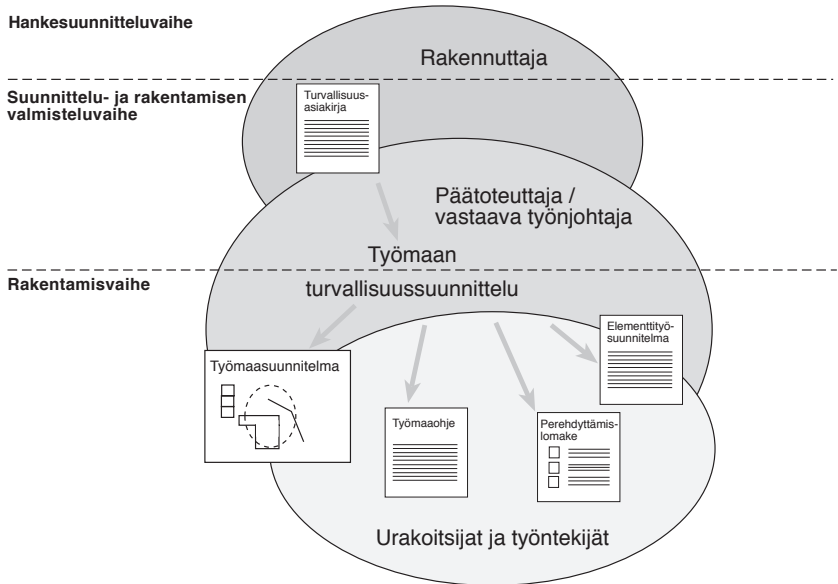 Hankesuunnitteluvaihe
Rakennuttaja
Suunnittelu- ja rakentamisen
valmisteluvaihe
Turvallisuus-
asiakirja
Päätoteuttaja /
vastaava työnjohtaja
Työmaan
Rakentamisvaihe
turvallisuussuunnittelu
Elementtityö-
suunnitelma
Työmaasuunnitelma
Työmaaohje
Perehdyttämis-
lomake
Urakoitsijat ja työntekijät